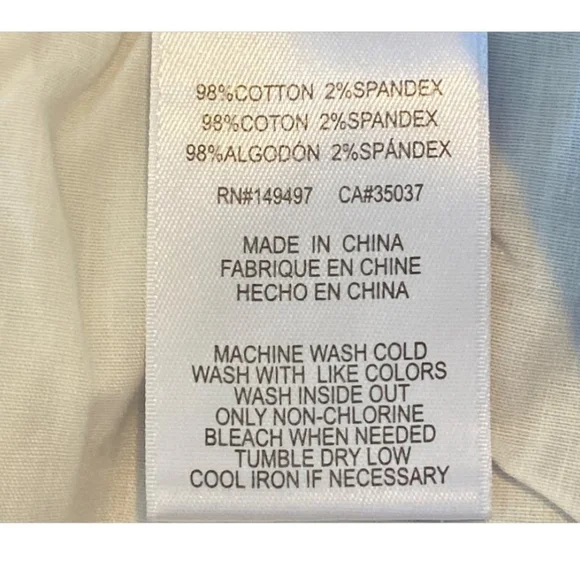 98%COTTON 2%SPANDEX
98%COTON 2%SPANDEX
98%ALGODÓN 2%SPÁNDEX
RN#149497 CA#35037
MADE IN CHINA
FABRIQUE EN CHINE
HECHO EN CHINA
MACHINE WASH COLD
WASH WITH LIKE COLORS
WASH INSIDE OUT
ONLY NON-CHLORINE
BLEACH WHEN NEEDED
TUMBLE DRY LOW
COOL IRON IF NECESSARY